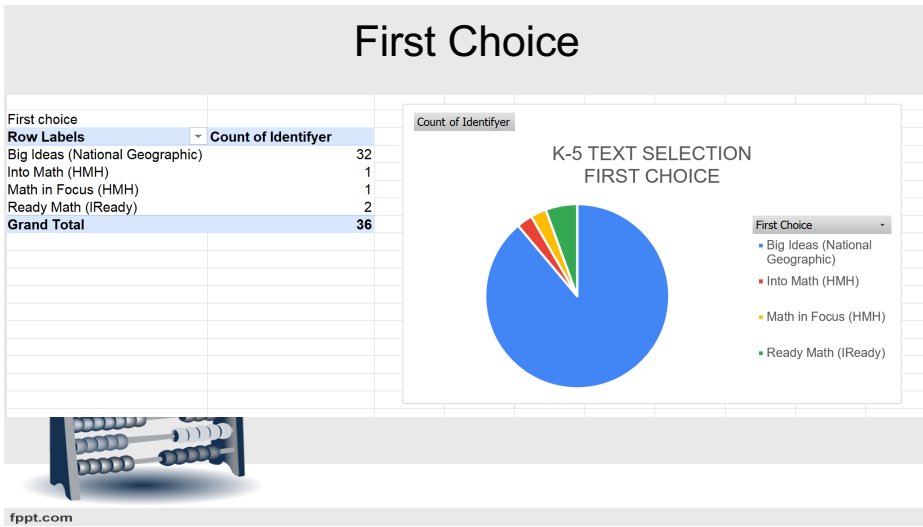 First Choice
First choice
Row Labels Count of Identifyer
Big Ideas (National Geographic) 32
Into Math (HMH) 1
Math in Focus (HMH) 1
Ready Math (IReady) 2
Grand Total 36
Count of Identifyer
K-5 TEXT SELECTION
FIRST CHOICE
First Choice
Big Ideas (National
Geographic)
Into Math (HMH)
Math in Focus (HMH)
Ready Math (IReady)
fppt.com